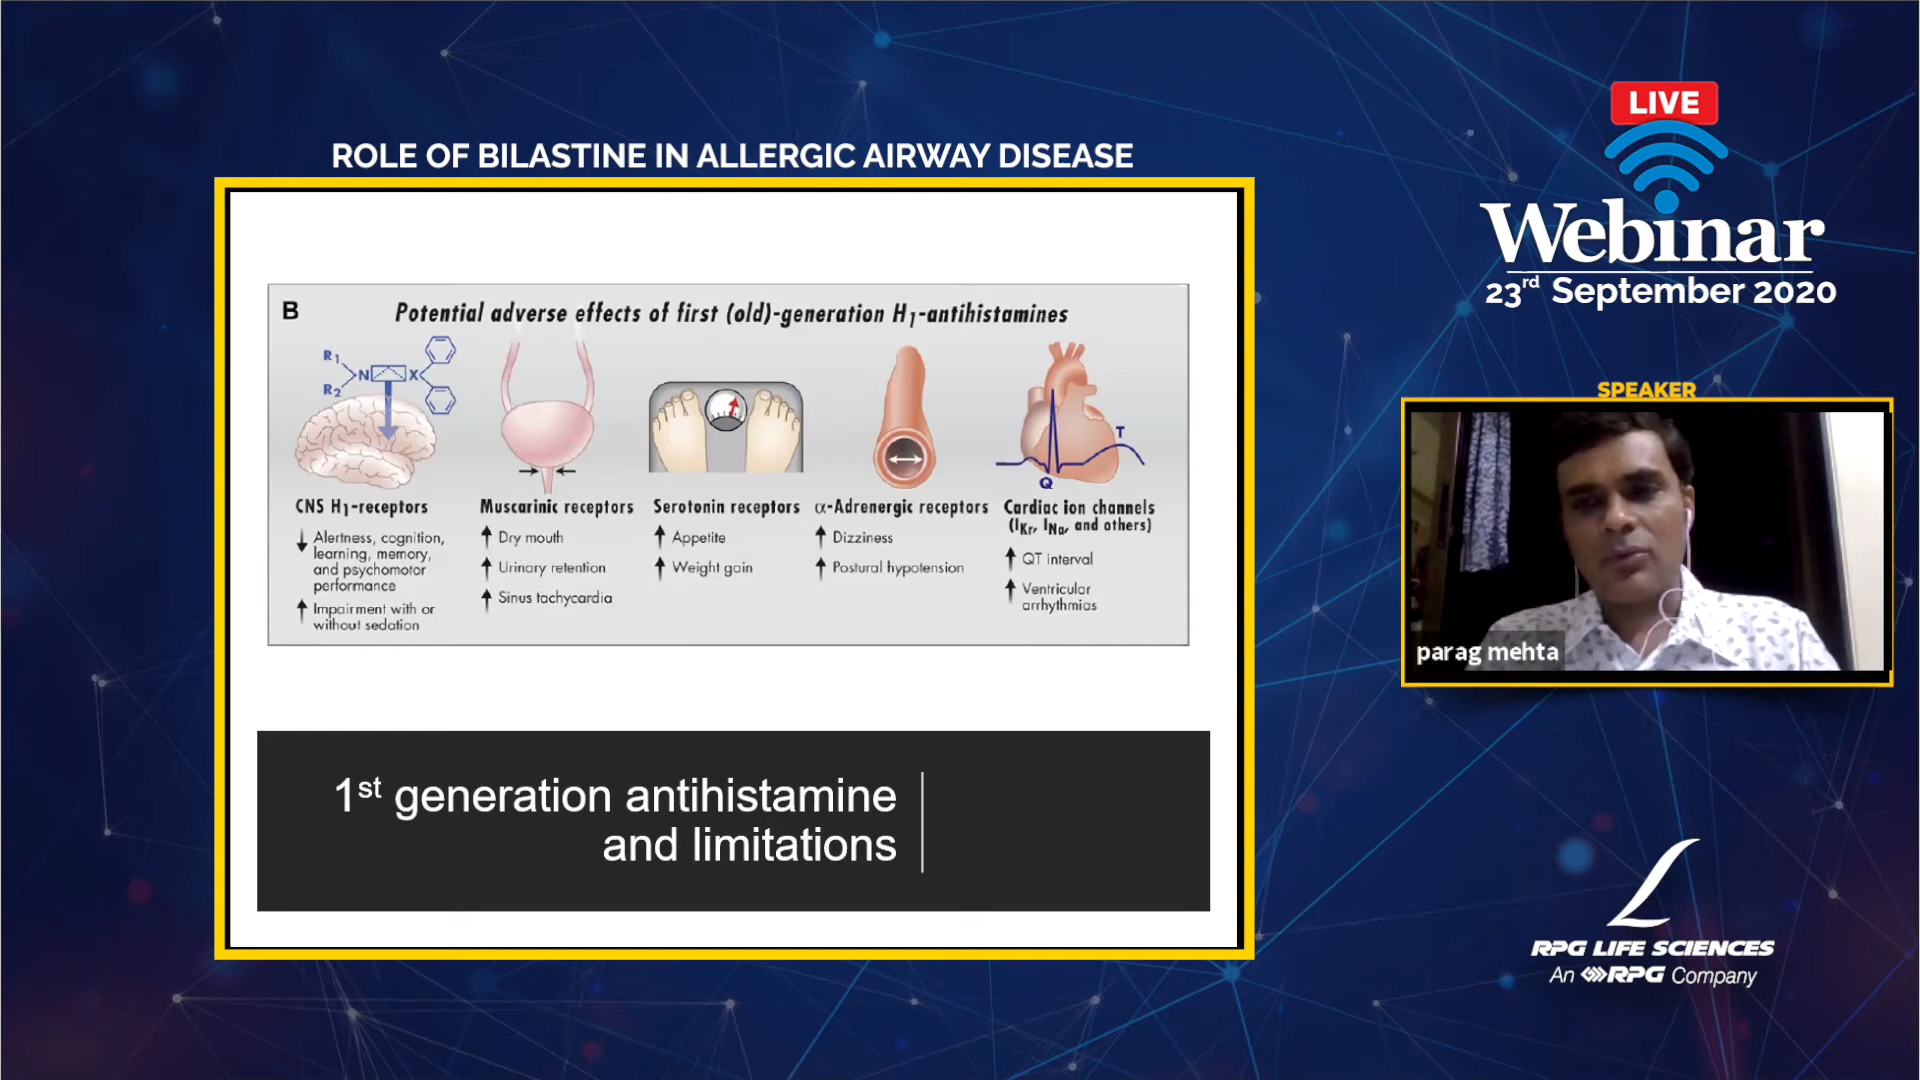 ROLE OF BILASTINE IN ALLERGIC AIRWAY DISEASE
B
Potential adverse effects of first (old)-generation H1-antihistamines
R1
R2
N
X
T
Q
CNS H1-receptors
↓ Alertness, cognition,
learning, memory,
and psychomotor
performance
↑ Impairment with or
without sedation
Muscarinic receptors
↑ Dry mouth
↑ Urinary retention
↑ Sinus tachycardia
Serotonin receptors
↑ Appetite
↑ Weight gain
α-Adrenergic receptors
↑ Dizziness
↑ Postural hypotension
Cardiac ion channels
(IKr, INa, and others)
↑ QT interval
↑ Ventricular
arrhythmias
1st generation antihistamine
and limitations
LIVE
Webinar
23rd September 2020
SPEAKER
parag mehta
RPG LIFE SCIENCES
An RPG Company